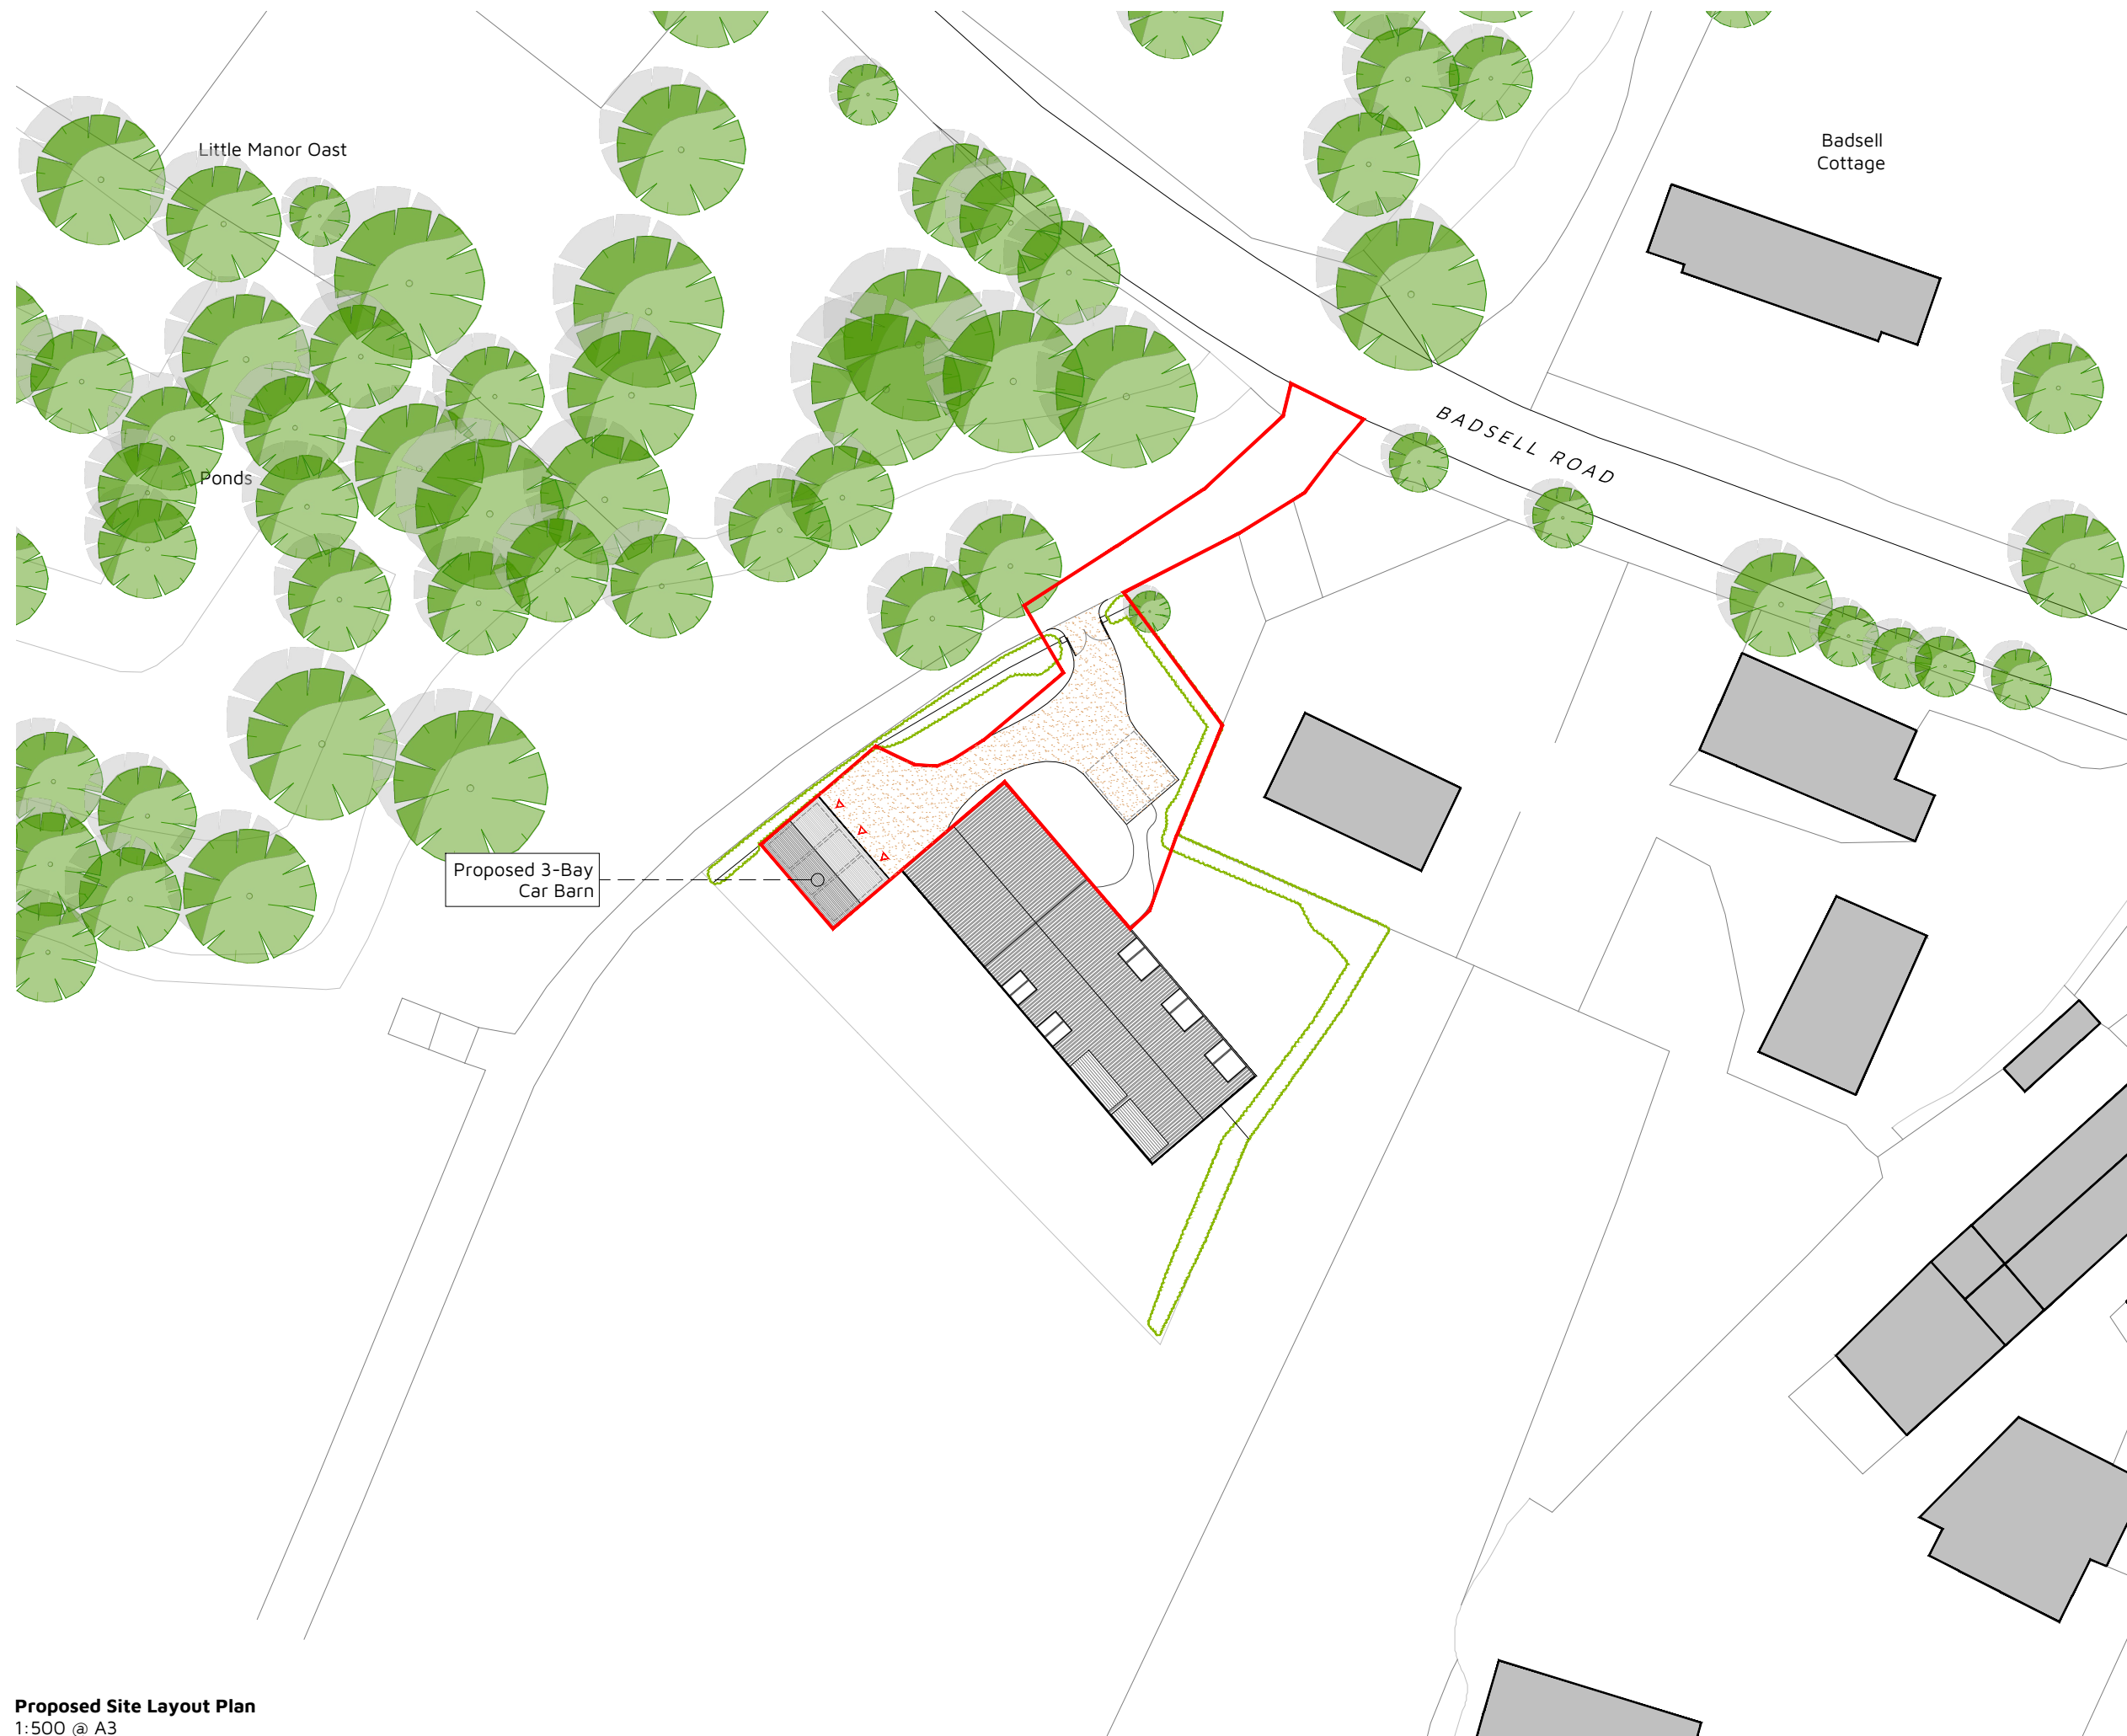 Little Manor Oast
Badsell
Cottage
BADSELL ROAD
Ponds
Proposed 3-Bay
Car Barn
Proposed Site Layout Plan
1:500 @ A3